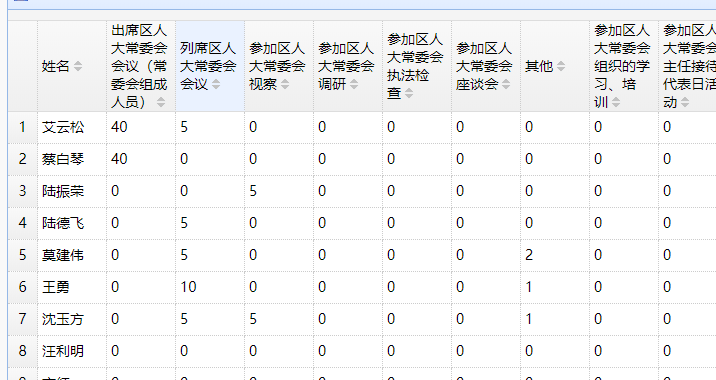 姓名
出席区人
大常委会
会议（常
委会组成
人员）
列席区人
大常委会
会议
参加区人
大常委会
视察
参加区人
大常委会
调研
参加区人
大常委会
执法检
查
参加区人
大常委会
座谈会
其他
参加区人
大常委会
组织的学
习、培
训
参加区人
大常委会
主任接待
代表日活
动
1 艾云松 40 5 0 0 0 0 0 0 0
2 蔡白琴 40 0 0 0 0 0 0 0 0
3 陆振荣 0 0 5 0 0 0 0 0 0
4 陆德飞 0 5 0 0 0 0 0 0 0
5 莫建伟 0 5 0 0 0 0 2 0 0
6 王勇 0 10 0 0 0 0 1 0 0
7 沈玉方 0 5 5 0 0 0 1 0 0
8 汪利明 0 0 0 0 0 0 0 0 0